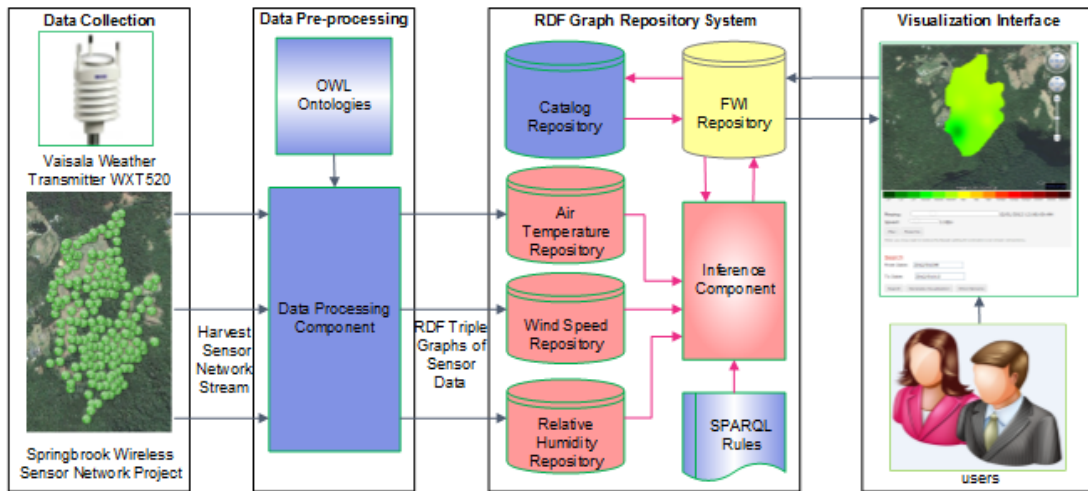 Data Collection
Vaisala Weather
Transmitter WXT520
Springbrook Wireless
Sensor Network Project
Harvest
Sensor
Network
Stream
Data Pre-processing
OWL
Ontologies
Data Processing
Component
RDF Triple
Graphs of
Sensor
Data
RDF Graph Repository System
Catalog
Repository
FWI
Repository
Air
Temperature
Repository
Wind Speed
Repository
Relative
Humidity
Repository
Inference
Component
SPARQL
Rules
Visualization Interface
users